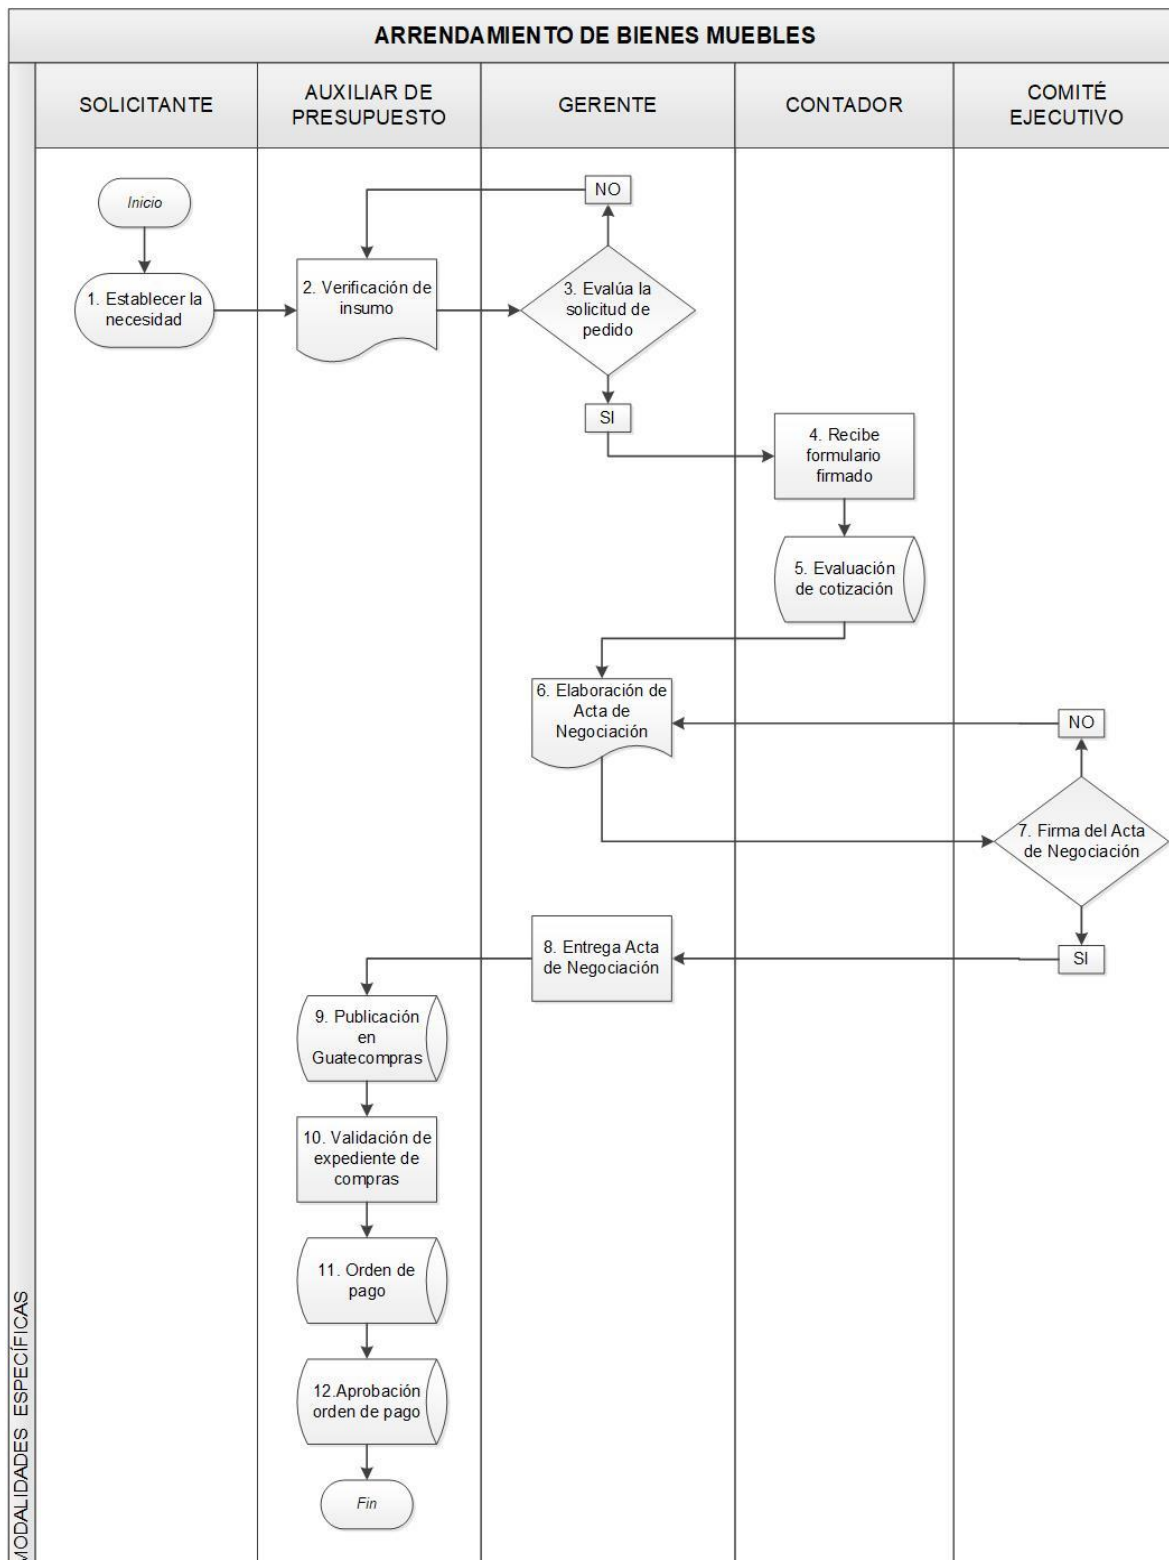 ARRENDAMIENTO DE BIENES MUEBLES
SOLICITANTE
AUXILIAR DE
PRESUPUESTO
GERENTE
CONTADOR
COMITÉ
EJECUTIVO
MODALIDADES ESPECÍFICAS
Inicio
1. Establecer la
necesidad
2. Verificación de
insumo
NO
3. Evalúa la
solicitud de
pedido
SI
4. Recibe
formulario
firmado
5. Evaluación
de cotización
6. Elaboración de
Acta de
Negociación
NO
7. Firma del Acta
de Negociación
SI
8. Entrega Acta
de Negociación
9. Publicación
en
Guatecompras
10. Validación de
expediente de
compras
11. Orden de
pago
12.Aprobación
orden de pago
Fin